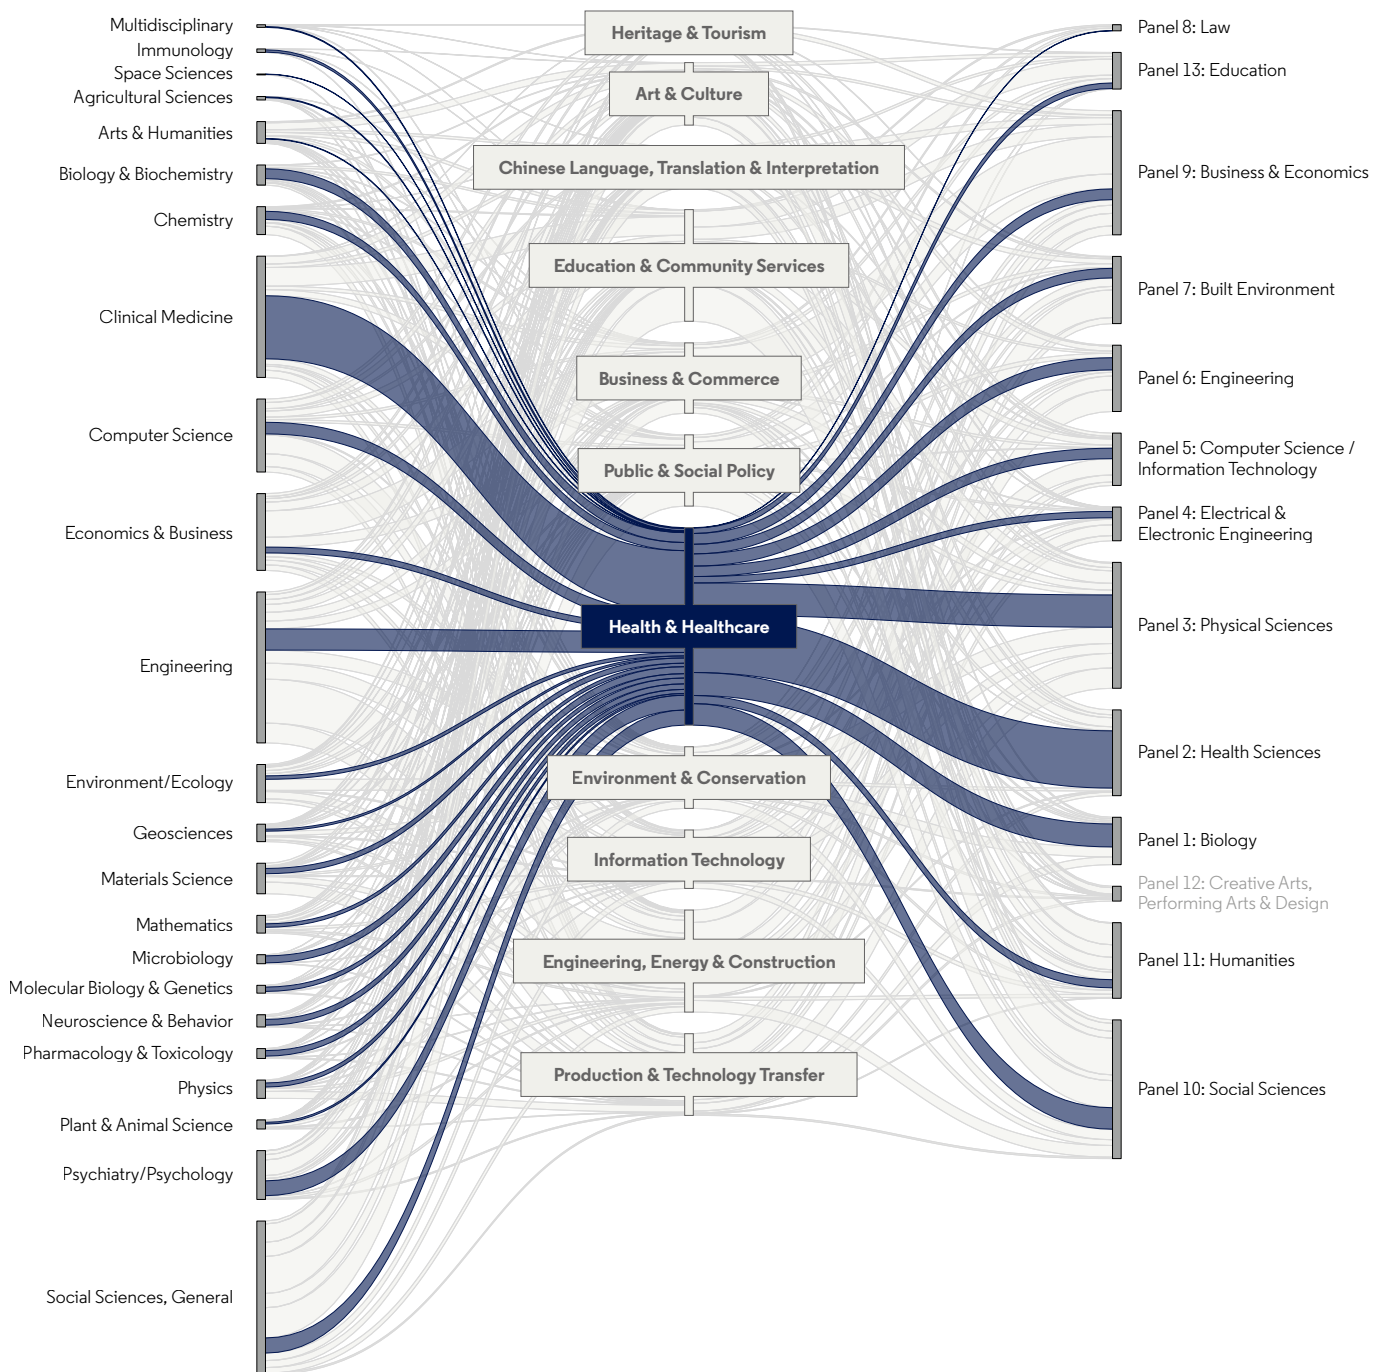 Multidisciplinary
Immunology
Space Sciences
Agricultural Sciences
Arts & Humanities
Biology & Biochemistry
Chemistry
Clinical Medicine
Computer Science
Economics & Business
Engineering
Environment/Ecology
Geosciences
Materials Science
Mathematics
Microbiology
Molecular Biology & Genetics
Neuroscience & Behavior
Pharmacology & Toxicology
Physics
Plant & Animal Science
Psychiatry/Psychology
Social Sciences, General
Heritage & Tourism
Art & Culture
Chinese Language, Translation & Interpretation
Education & Community Services
Business & Commerce
Public & Social Policy
Health & Healthcare
Environment & Conservation
Information Technology
Engineering, Energy & Construction
Production & Technology Transfer
Panel 8: Law
Panel 13: Education
Panel 9: Business & Economics
Panel 7: Built Environment
Panel 6: Engineering
Panel 5: Computer Science /
Information Technology
Panel 4: Electrical &
Electronic Engineering
Panel 3: Physical Sciences
Panel 2: Health Sciences
Panel 1: Biology
Panel 12: Creative Arts,
Performing Arts & Design
Panel 11: Humanities
Panel 10: Social Sciences